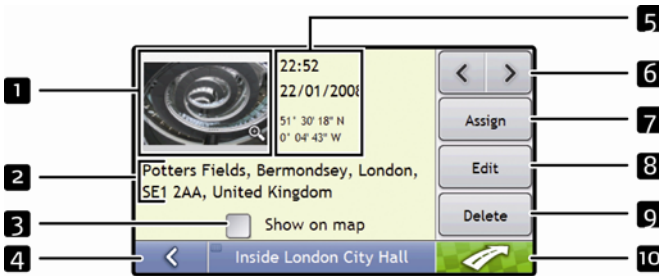 1
2
3
4
22:52
22/01/2008
51° 30' 18" N
0° 04' 43" W
Potters Fields, Bermondsey, London,
SE1 2AA, United Kingdom
Show on map
Inside London City Hall
Assign
Edit
Delete
5
6
7
8
9
10